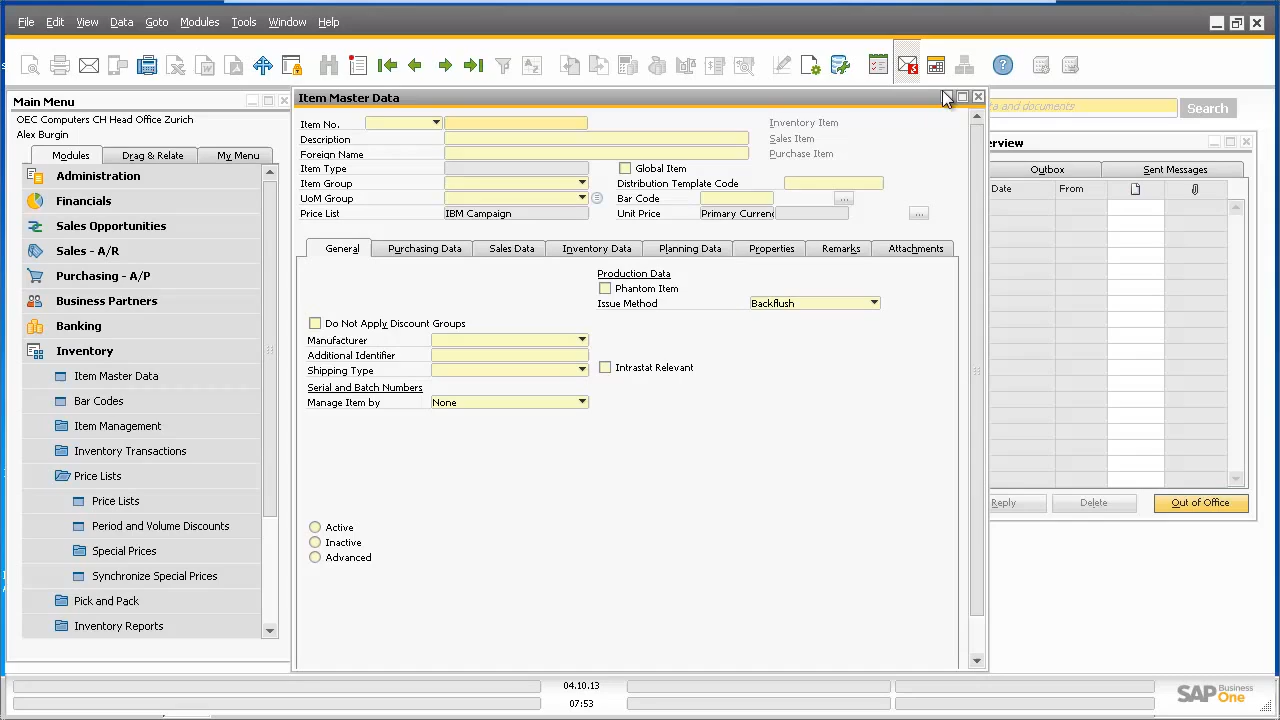 File Edit View Data Goto Modules Tools Window Help
Main Menu
OEC Computers CH Head Office Zurich
Alex Burgin
Modules Drag & Relate My Menu
Administration
Financials
Sales Opportunities
Sales - A/R
Purchasing - A/P
Business Partners
Banking
Inventory
Item Master Data
Bar Codes
Item Management
Inventory Transactions
Price Lists
Price Lists
Period and Volume Discounts
Special Prices
Synchronize Special Prices
Pick and Pack
Inventory Reports
Item Master Data
Item No.
Description
Foreign Name
Item Type
Item Group
UoM Group
Price List IBM Campaign
Inventory Item
Sales Item
Purchase Item
Global Item
Distribution Template Code
Bar Code ...
Unit Price Primary Currenc ...
General Purchasing Data Sales Data Inventory Data Planning Data Properties Remarks Attachments
Production Data
Phantom Item
Issue Method Backflush
Do Not Apply Discount Groups
Manufacturer
Additional Identifier
Shipping Type
Intrastat Relevant
Serial and Batch Numbers
Manage Item by None
Active
Inactive
Advanced
and documents Search
erview
Outbox Sent Messages
Date From
Reply Delete Out of Office
04.10.13
07:53
SAP Business One